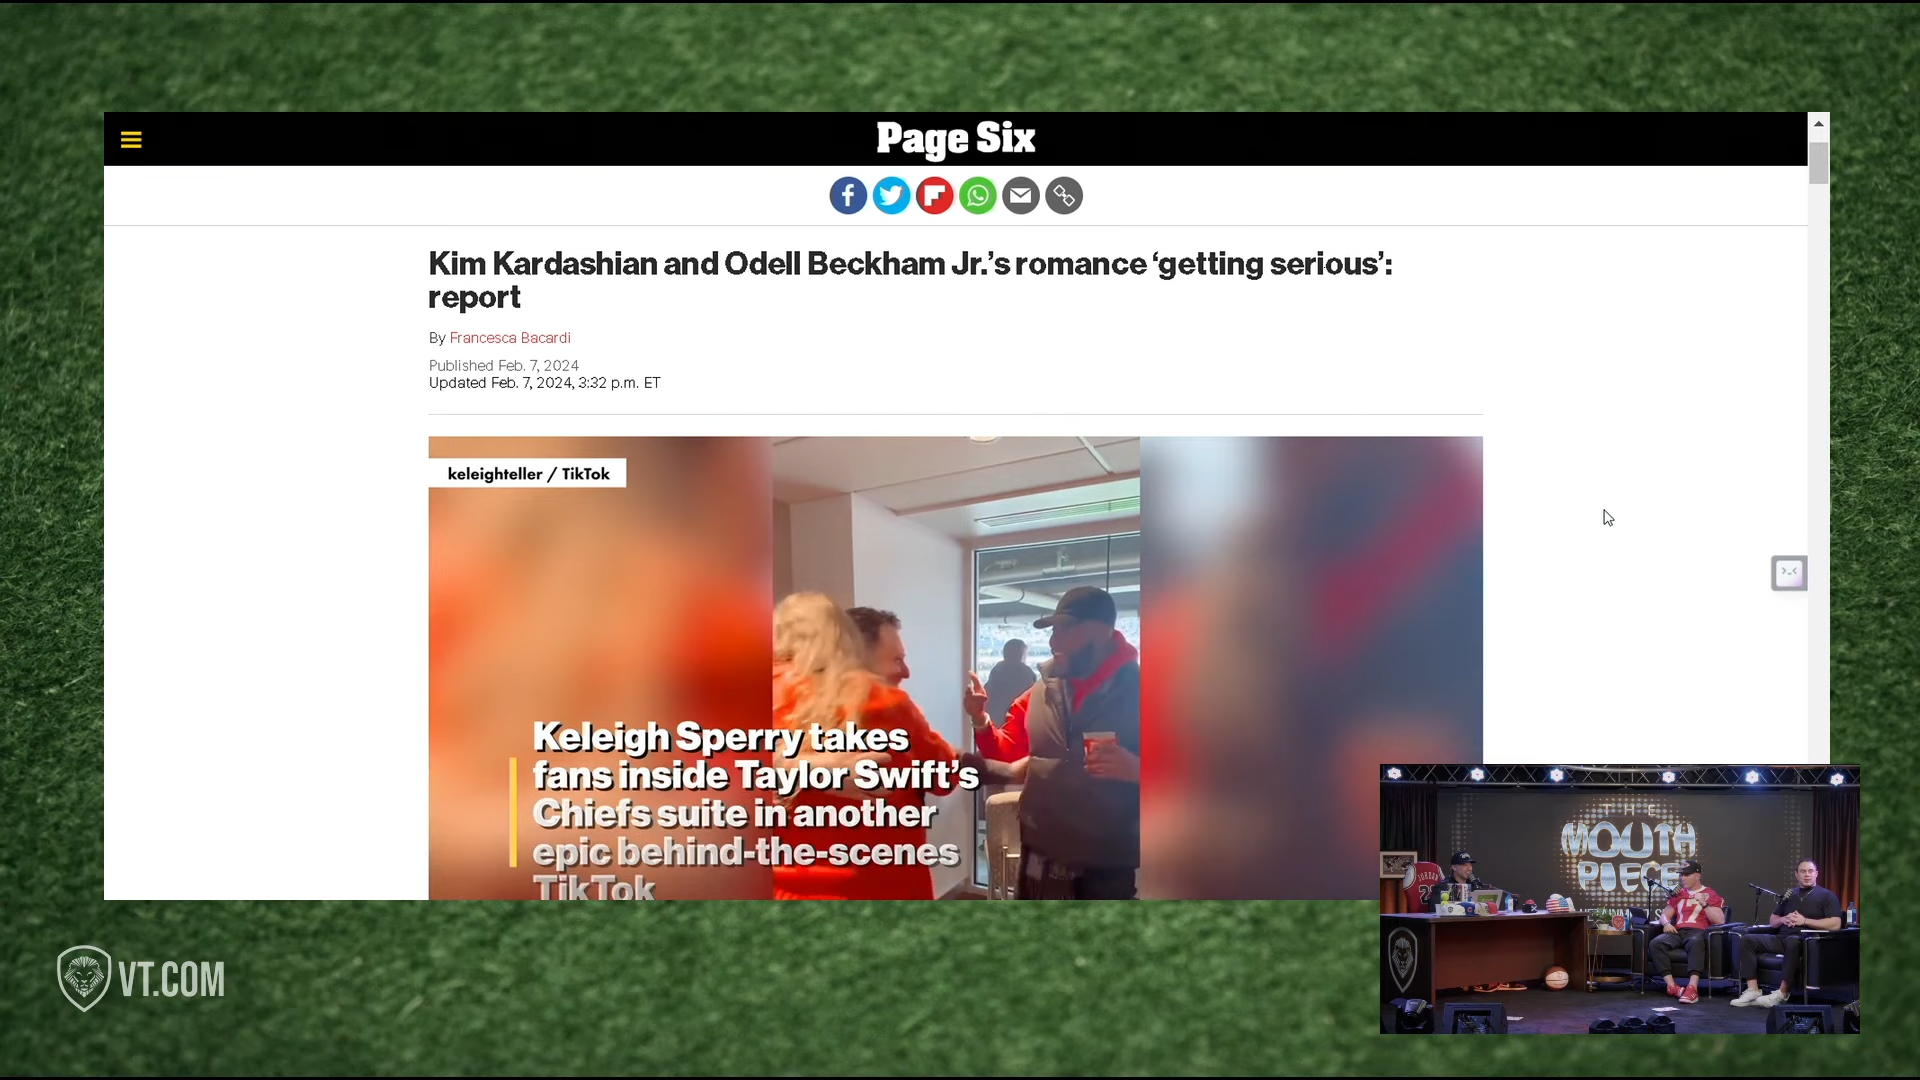 Page Six
Kim Kardashian and Odell Beckham Jr.'s romance ‘getting serious’:
report
By Francesca Bacardi
Published Feb. 7, 2024
Updated Feb. 7, 2024, 3:32 p.m. ET
keleighteller / TikTok
Keleigh Sperry takes
fans inside Taylor Swift's
Chiefs suite in another
epic behind-the-scenes
TikTok
THE
MOUTH
PIECE
JORDAN
17
VT.COM